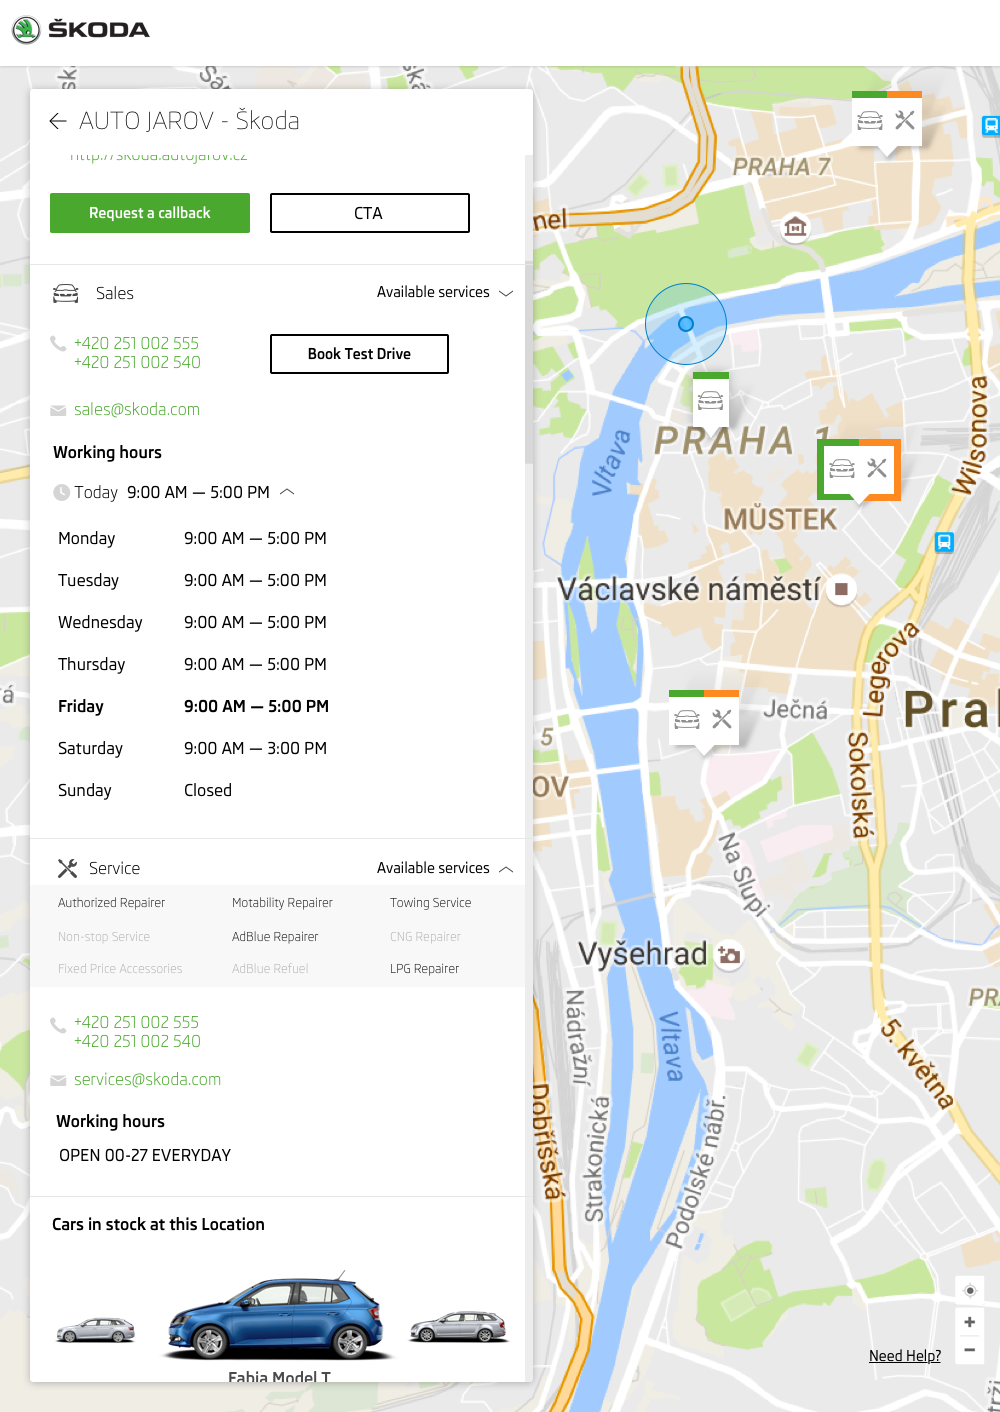 ŠKODA
AUTO JAROV - Škoda
http://skoda.autojarov.cz
Request a callback
CTA
Sales
Available services
+420 251 002 555
+420 251 002 540
Book Test Drive
sales@skoda.com
Working hours
Today 9:00 AM — 5:00 PM
Monday 9:00 AM — 5:00 PM
Tuesday 9:00 AM — 5:00 PM
Wednesday 9:00 AM — 5:00 PM
Thursday 9:00 AM — 5:00 PM
Friday 9:00 AM — 5:00 PM
Saturday 9:00 AM — 3:00 PM
Sunday Closed
Service
Available services
Authorized Repairer Motability Repairer Towing Service
Non-stop Service AdBlue Repairer CNG Repairer
Fixed Price Accessories AdBlue Refuel LPG Repairer
+420 251 002 555
+420 251 002 540
services@skoda.com
Working hours
OPEN 00-27 EVERYDAY
Cars in stock at this Location
Fabia Model T
PRAHA 7
nel
Vltava
PRAHA 1
Wilsonova
MŮSTEK
Václavské náměstí
Legerova
Pral
Ječná
5
Sokolská
OV
Na Slupi
Vyšehrad
PRA
Nádražní
Vltava
5. května
Dobříšská
Strakonická
Podolské nábř.
Need Help?